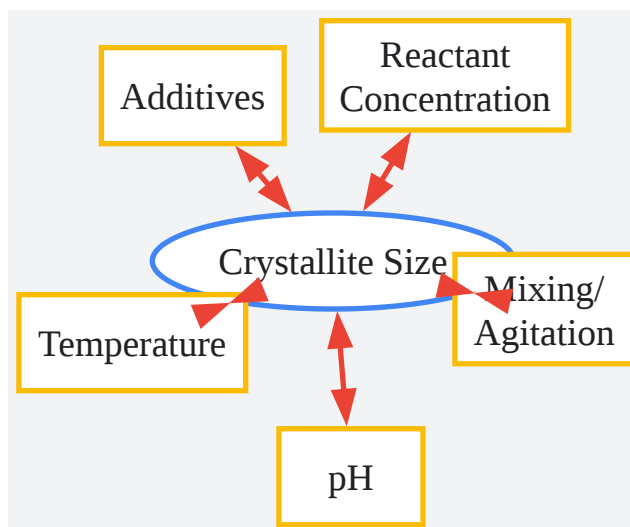 Additives
Reactant
Concentration
Crystallite Size
Mixing/
Agitation
Temperature
pH